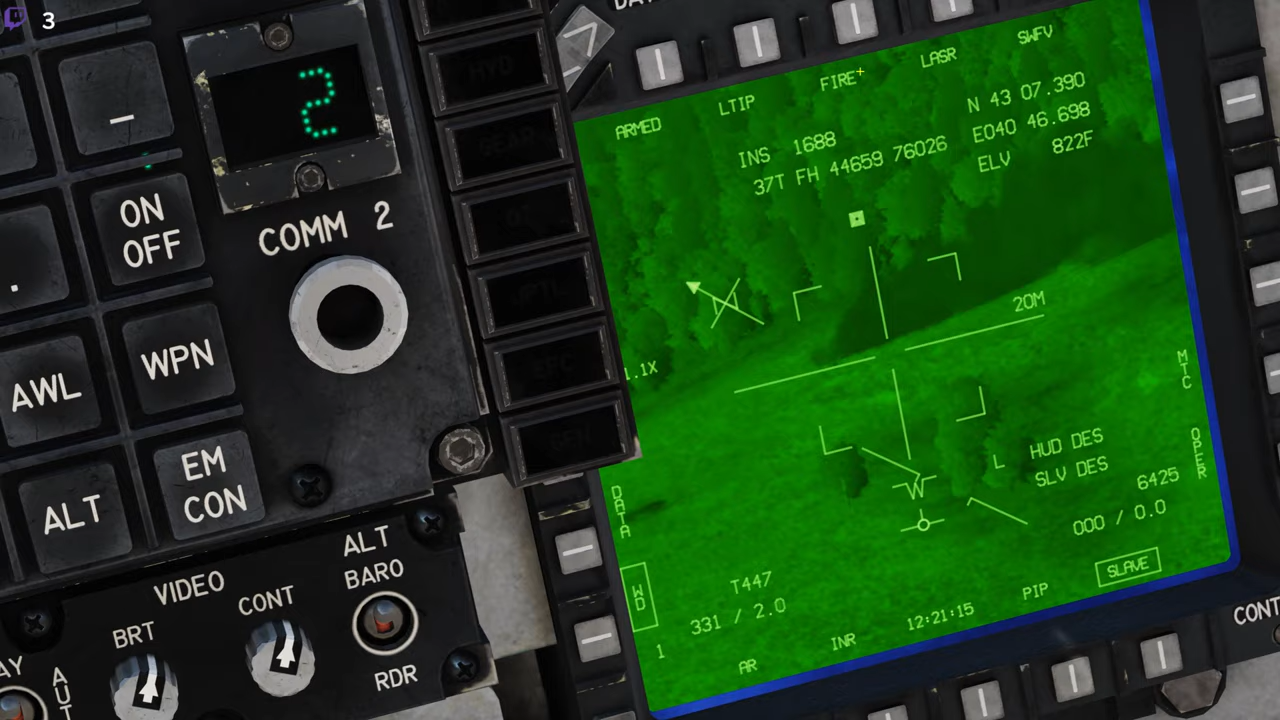 3
2
COMM 2
ON
OFF
AWL
WPN
ALT
EM
CON
VIDEO
BRT
CONT
ALT
BARO
RDR
ARMED
LTIP
FIRE+
LASR
SWFV
INS 1688
N 43 07.390
37T FH 44659 76026
E040 46.698
ELV 822F
20M
1.1X
MTC
OPER
L HUD DES
SLV DES
6425
000 / 0.0
W
DATA
WD
1
T447
331 / 2.0
12:21:15
PIP
SLAVE
AR
INR
CONT